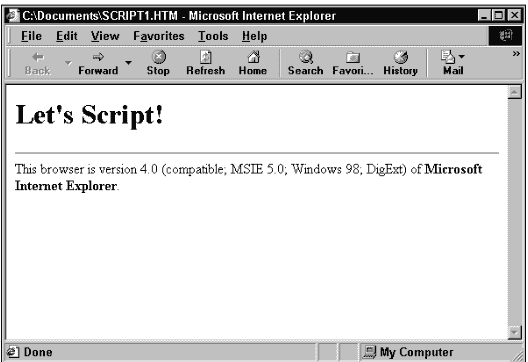 C:\Documents\SCRIPT1.HTM - Microsoft Internet Explorer
File Edit View Favorites Tools Help
Back Forward Stop Refresh Home Search Favori... History Mail »
Let's Script!
This browser is version 4.0 (compatible; MSIE 5.0; Windows 98; DigExt) of Microsoft
Internet Explorer.
Done My Computer